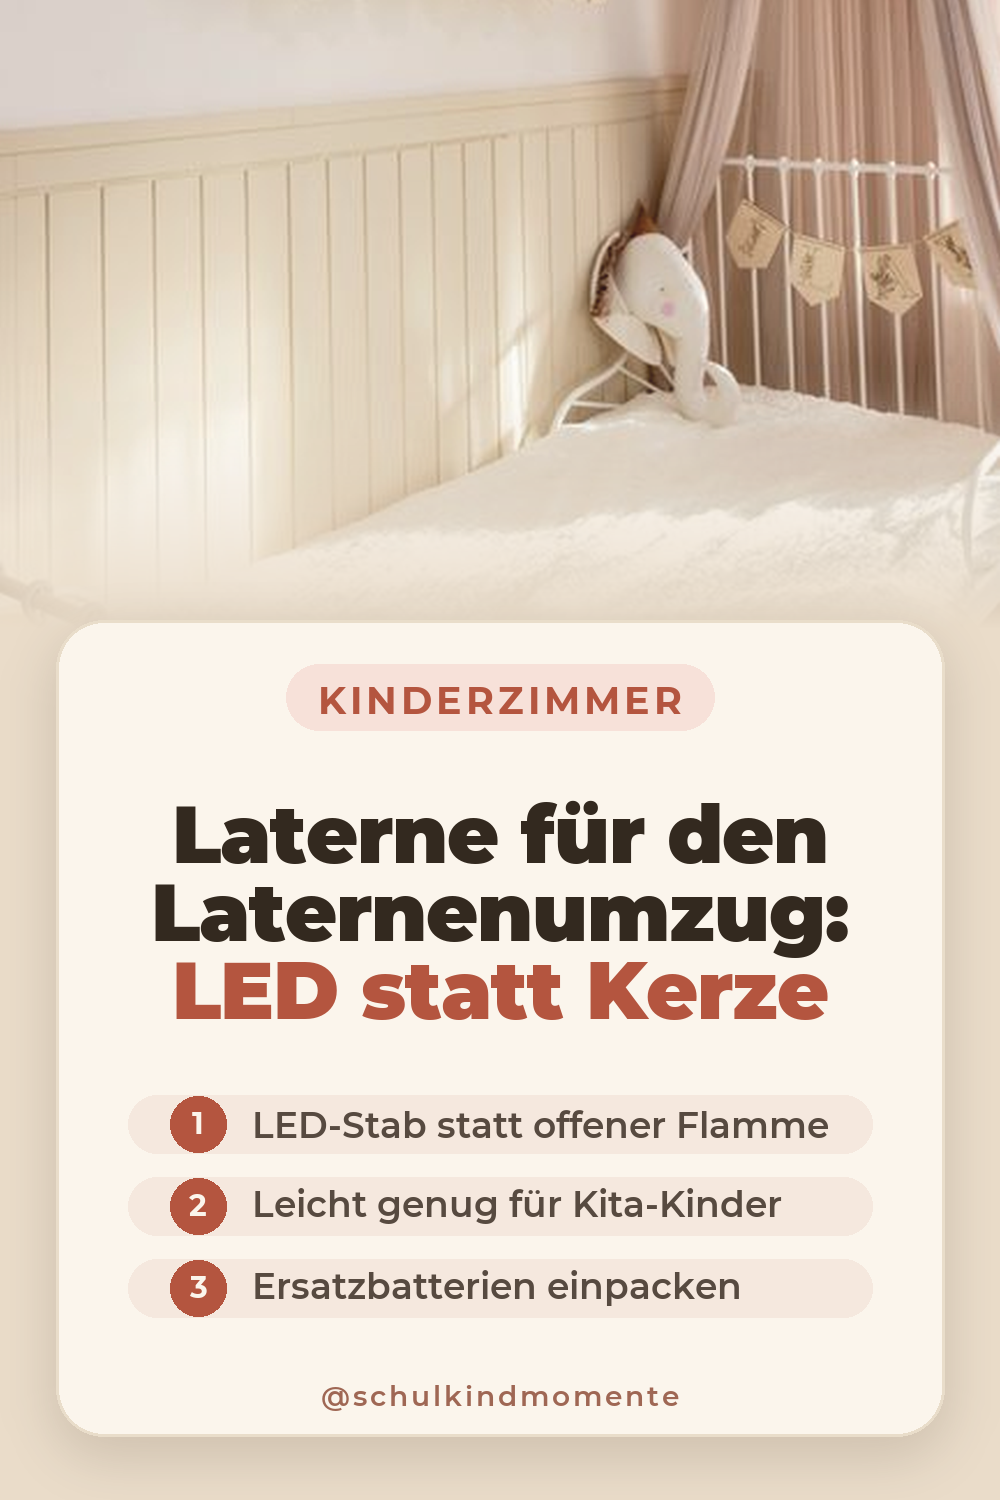 KINDERZIMMER
Laterne für den
Laternenumzug:
LED statt Kerze
1 LED-Stab statt offener Flamme
2 Leicht genug für Kita-Kinder
3 Ersatzbatterien einpacken
@schulkindmomente